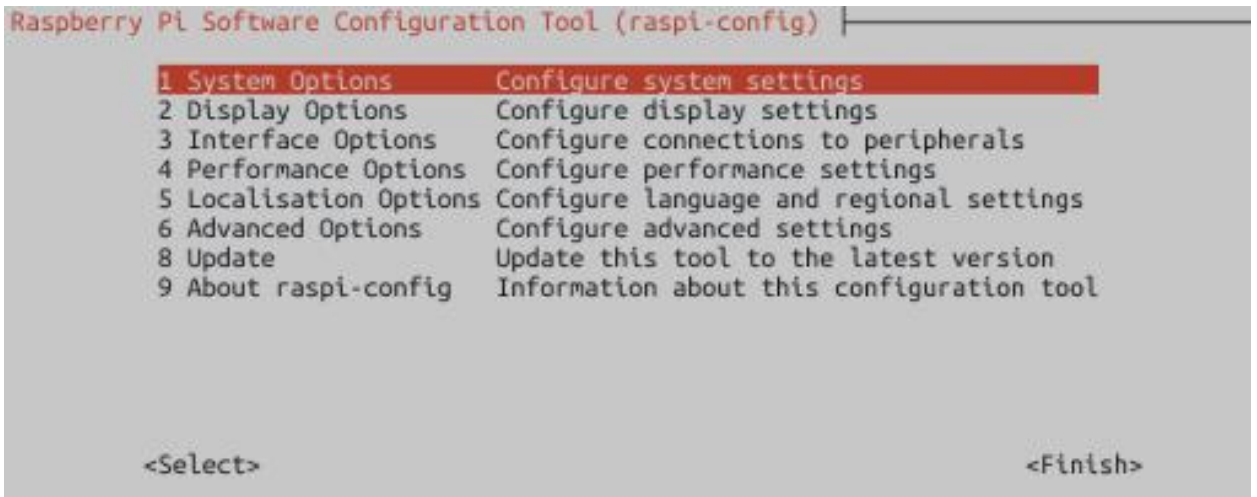 Raspberry Pi Software Configuration Tool (raspi-config)
1 System Options Configure system settings
2 Display Options Configure display settings
3 Interface Options Configure connections to peripherals
4 Performance Options Configure performance settings
5 Localisation Options Configure language and regional settings
6 Advanced Options Configure advanced settings
8 Update Update this tool to the latest version
9 About raspi-config Information about this configuration tool
<Select> <Finish>